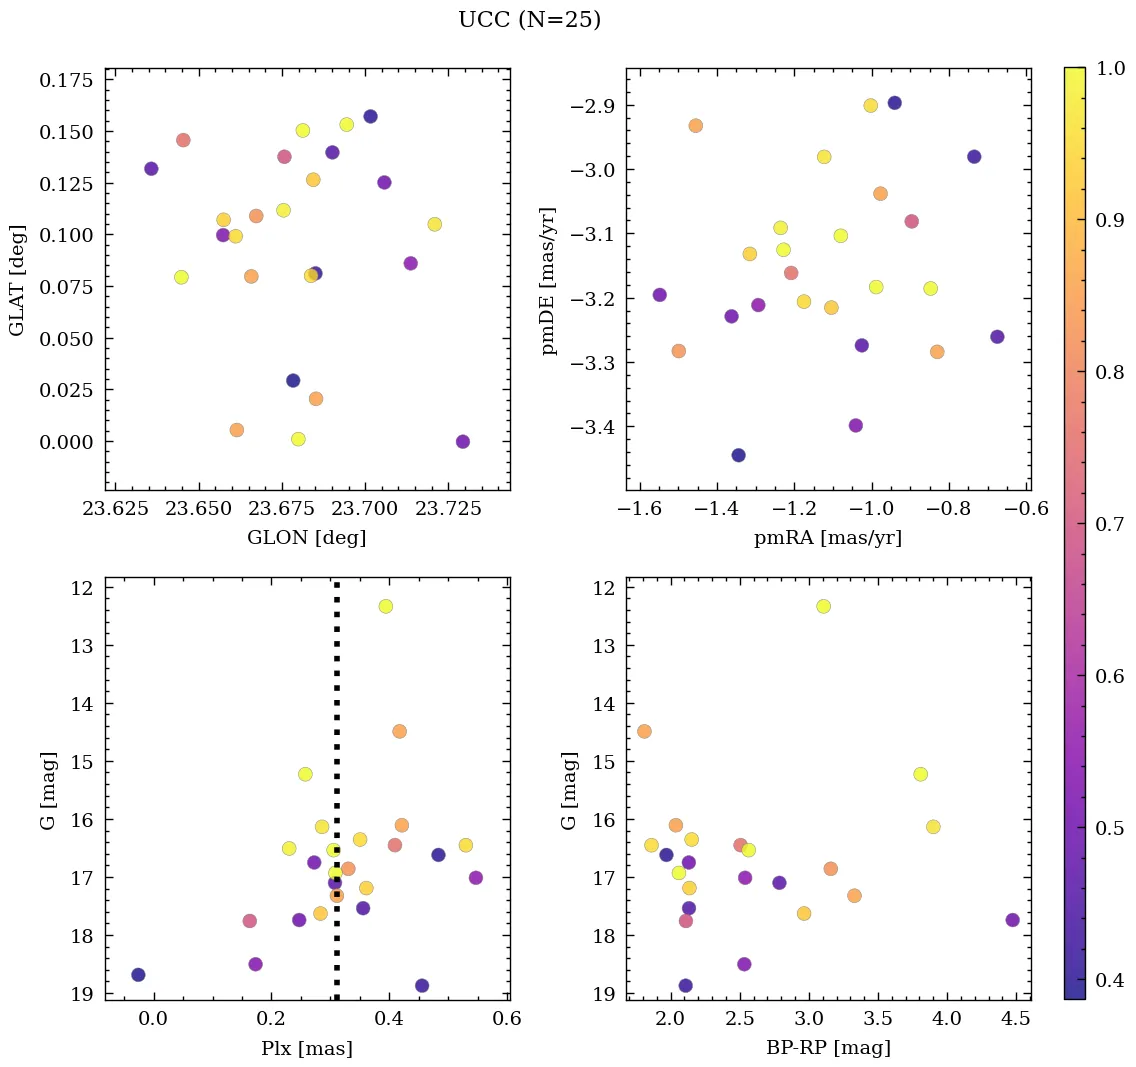 UCC (N=25)
0.175
0.150
0.125
0.100
0.075
0.050
0.025
0.000
GLAT [deg]
23.625 23.650 23.675 23.700 23.725
GLON [deg]
−2.9
−3.0
−3.1
−3.2
−3.3
−3.4
pmDE [mas/yr]
−1.6 −1.4 −1.2 −1.0 −0.8 −0.6
pmRA [mas/yr]
12
13
14
15
16
17
18
19
G [mag]
0.0 0.2 0.4 0.6
Plx [mas]
12
13
14
15
16
17
18
19
G [mag]
2.0 2.5 3.0 3.5 4.0 4.5
BP-RP [mag]
1.0
0.9
0.8
0.7
0.6
0.5
0.4